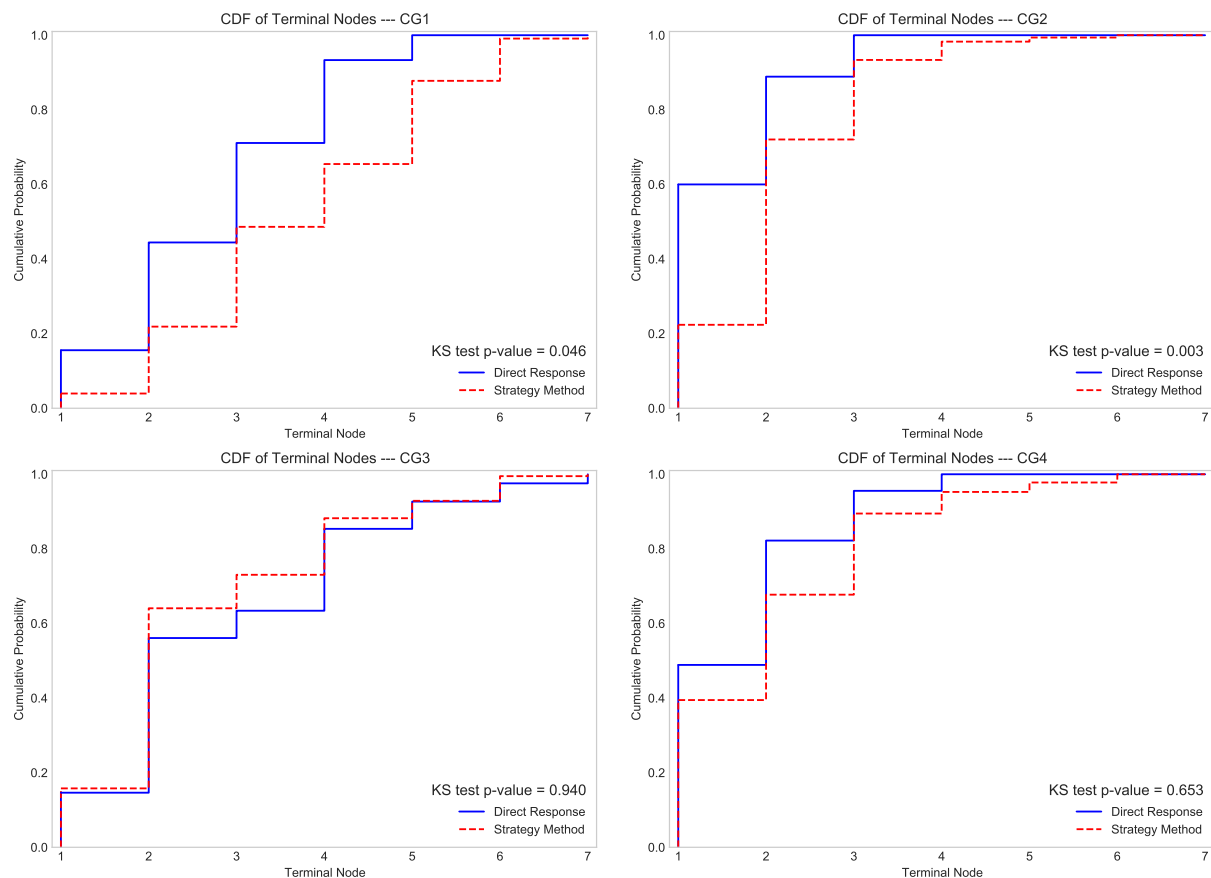 CDF of Terminal Nodes --- CG1
1.0
0.8
0.6
0.4
0.2
0.0
Cumulative Probability
KS test p-value = 0.046
Direct Response
Strategy Method
1 2 3 4 5 6 7
Terminal Node
CDF of Terminal Nodes --- CG2
1.0
0.8
0.6
0.4
0.2
0.0
Cumulative Probability
KS test p-value = 0.003
Direct Response
Strategy Method
1 2 3 4 5 6 7
Terminal Node
CDF of Terminal Nodes --- CG3
1.0
0.8
0.6
0.4
0.2
0.0
Cumulative Probability
KS test p-value = 0.940
Direct Response
Strategy Method
1 2 3 4 5 6 7
Terminal Node
CDF of Terminal Nodes --- CG4
1.0
0.8
0.6
0.4
0.2
0.0
Cumulative Probability
KS test p-value = 0.653
Direct Response
Strategy Method
1 2 3 4 5 6 7
Terminal Node